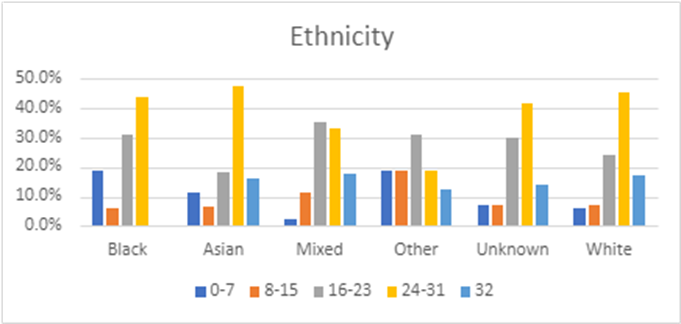 Ethnicity
50.0%
40.0%
30.0%
20.0%
10.0%
0.0%
Black Asian Mixed Other Unknown White
0-7 8-15 16-23 24-31 32